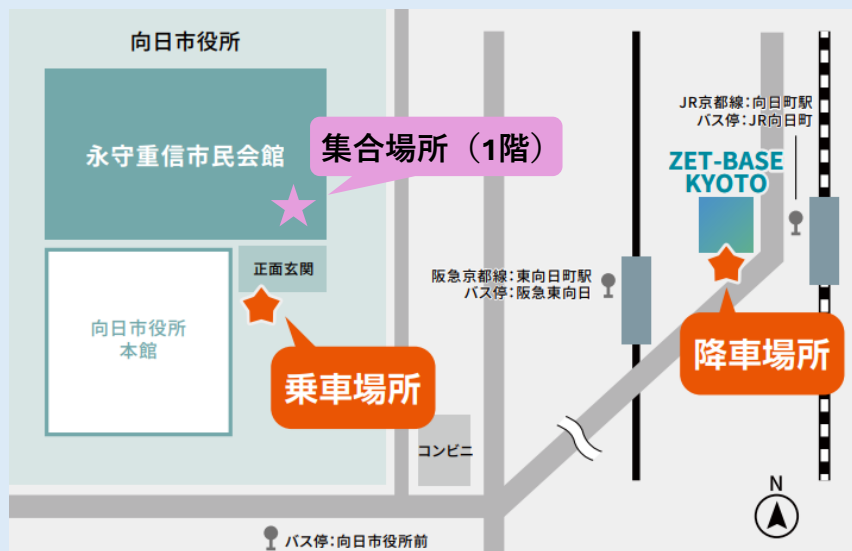 向日市役所
永守重信市民会館
集合場所（1階）
正面玄関
向日市役所
本館
乗車場所
コンビニ
バス停：向日市役所前
阪急京都線：東向日町駅
バス停：阪急東向日
JR京都線：向日町駅
バス停：JR向日町
ZET-BASE
KYOTO
降車場所
N